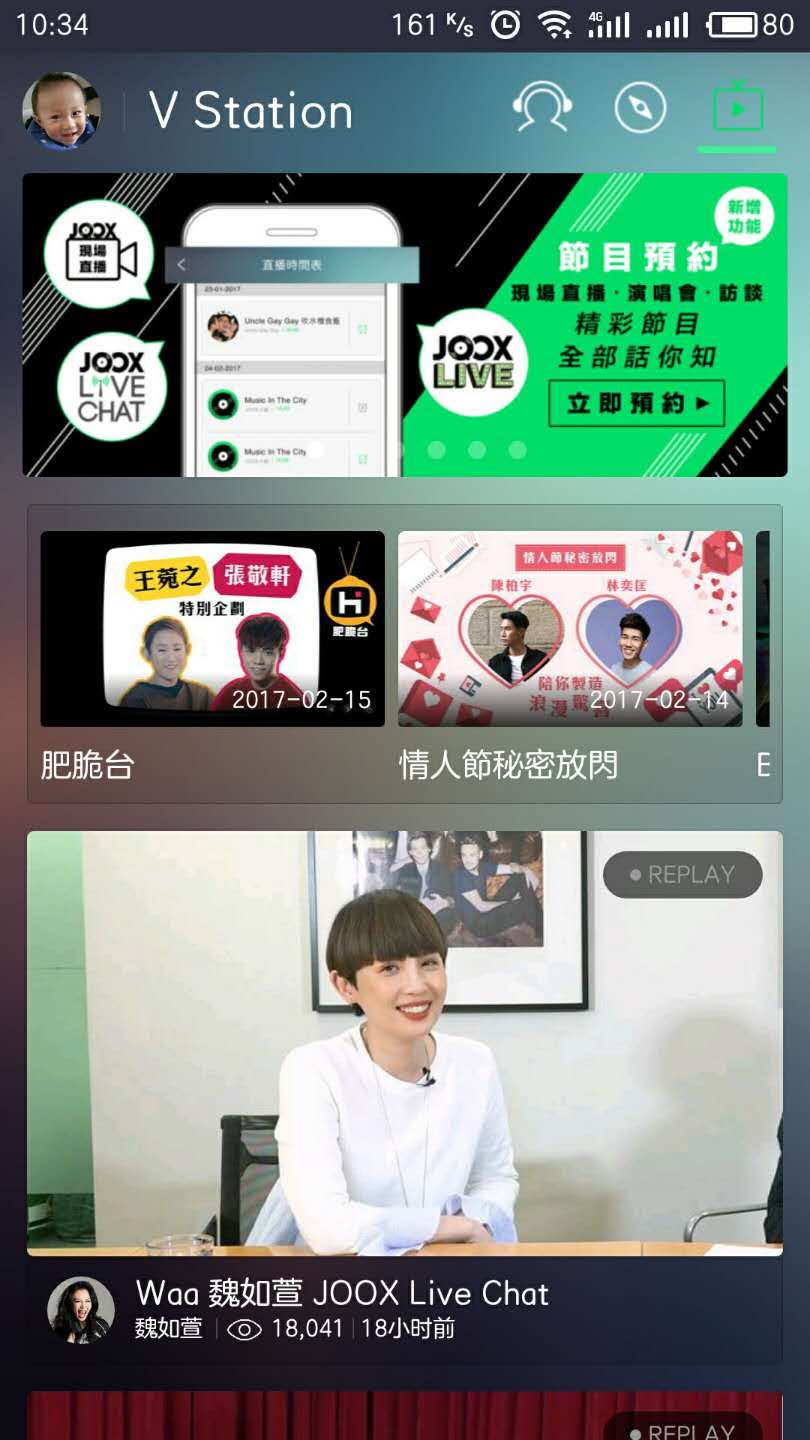 10:34
161 K/s
4G
80
V Station
JOOX
現場
直播
JOOX
LIVE
CHAT
直播時間表
23-01-2017
Uncle Gay Gay 吹水檀食飯
04-02-2017
Music In The City
Music In The City
JOOX
LIVE
新增
功能
節目預約
現場直播·演唱會·訪談
精彩節目
全部話你知
立即預約
王菀之
張敬軒
特別企劃
肥脆台
2017-02-15
情人節秘密放閃
陳柏宇
林奕匡
陪你製造
浪漫驚喜
2017-02-14
肥脆台
情人節秘密放閃
E
REPLAY
Waa 魏如萱 JOOX Live Chat
魏如萱
18,041
18小时前
REPLAY